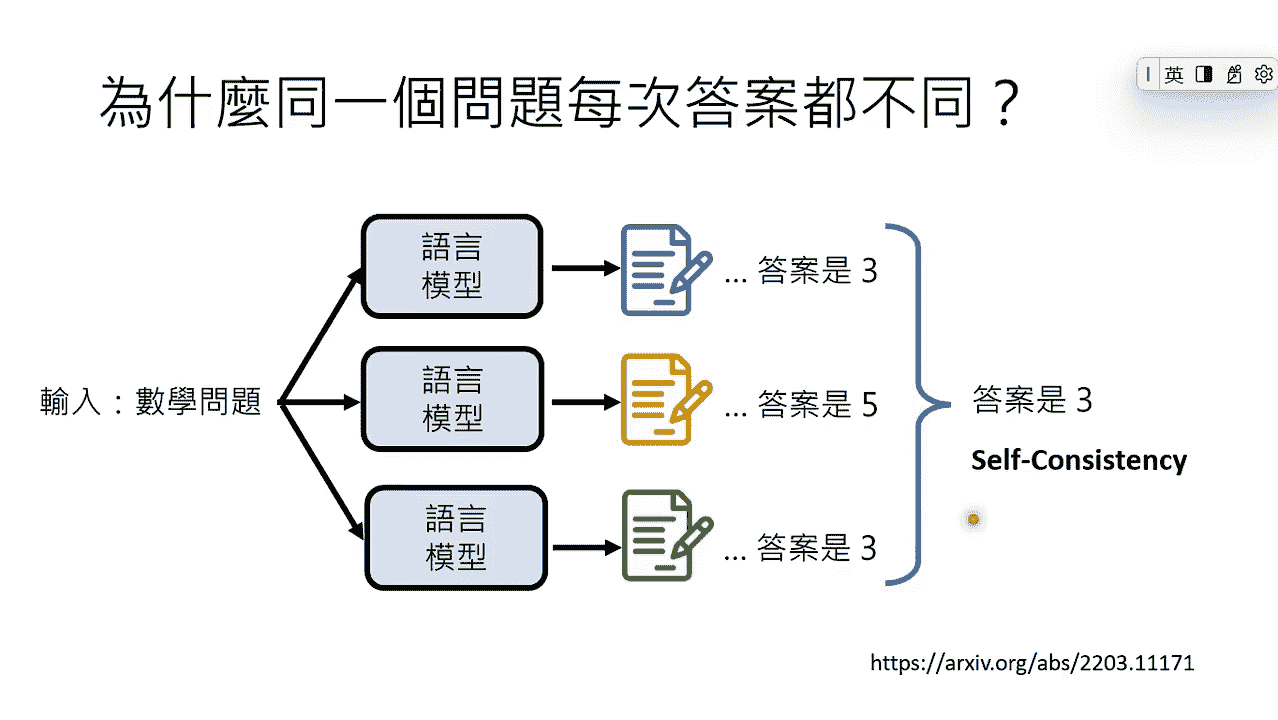 為什麼同一個問題每次答案都不同？
英
語言
模型
... 答案是 3
語言
模型
... 答案是 5
輸入：數學問題
答案是 3
Self-Consistency
語言
模型
... 答案是 3
https://arxiv.org/abs/2203.11171